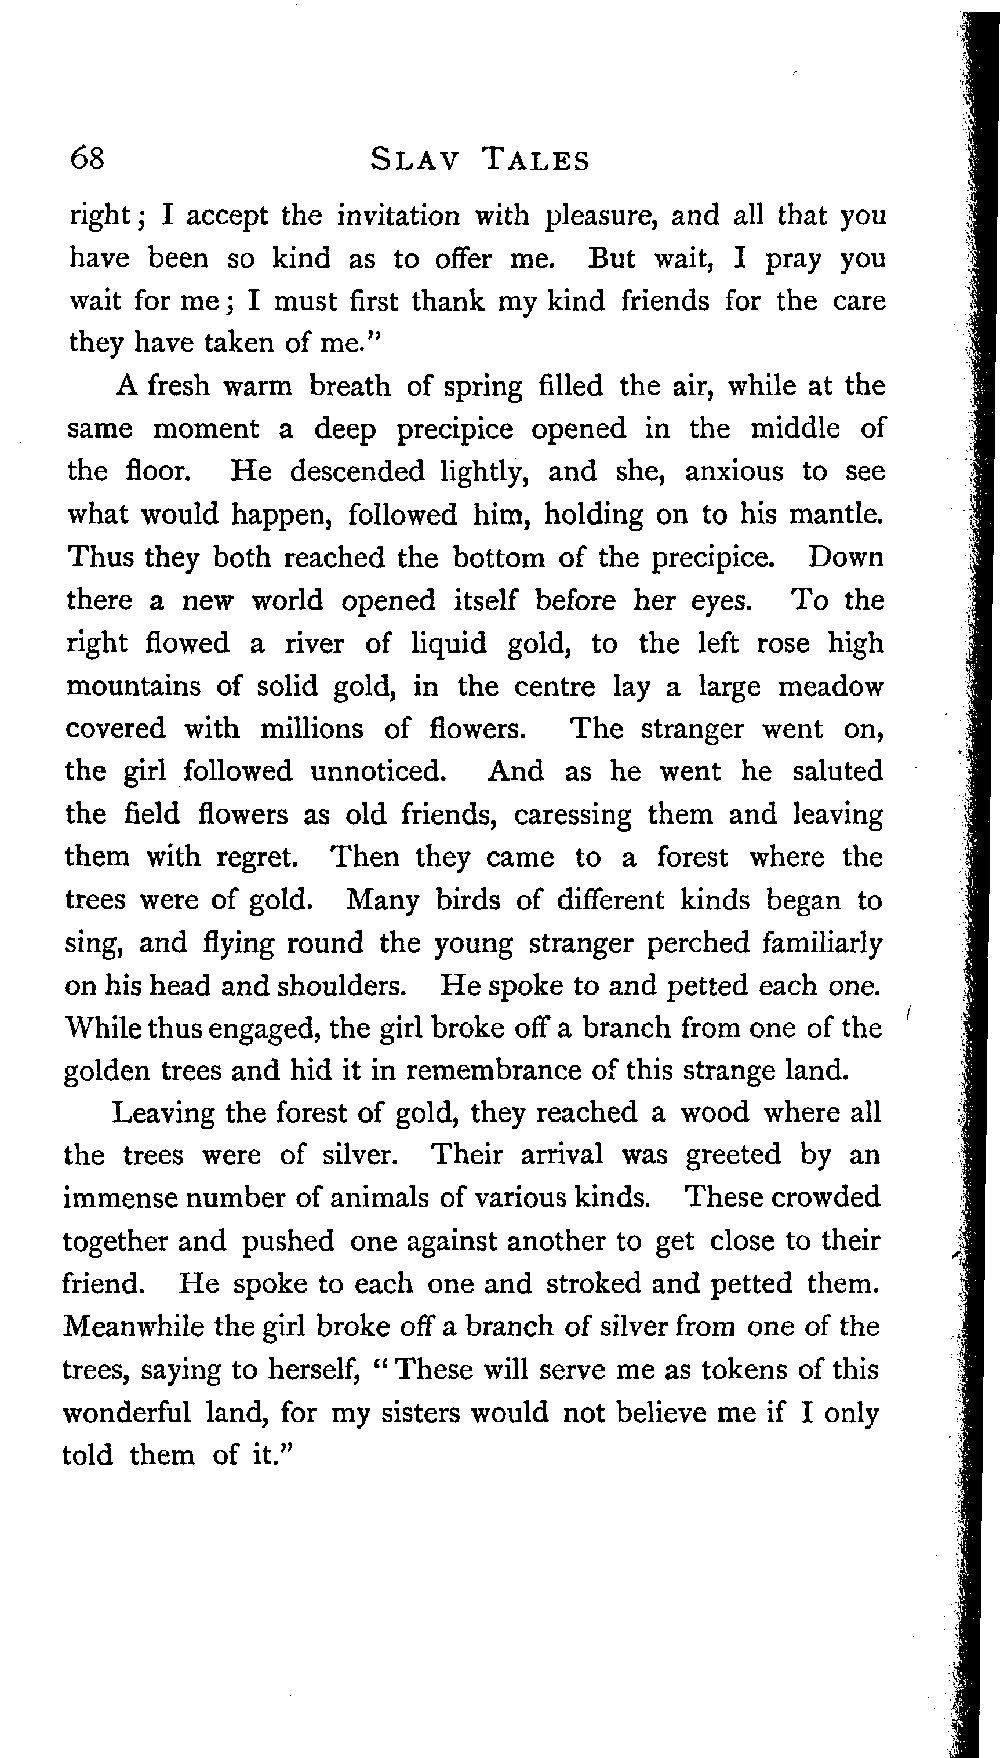 68 SLAV TALES
right; I accept the invitation with pleasure, and all that you
have been so kind as to offer me. But wait, I pray you
wait for me; I must first thank my kind friends for the care
they have taken of me."
A fresh warm breath of spring filled the air, while at the
same moment a deep precipice opened in the middle of
the floor. He descended lightly, and she, anxious to see
what would happen, followed him, holding on to his mantle.
Thus they both reached the bottom of the precipice. Down
there a new world opened itself before her eyes. To the
right flowed a river of liquid gold, to the left rose high
mountains of solid gold, in the centre lay a large meadow
covered with millions of flowers. The stranger went on,
the girl followed unnoticed. And as he went he saluted
the field flowers as old friends, caressing them and leaving
them with regret. Then they came to a forest where the
trees were of gold. Many birds of different kinds began to
sing, and flying round the young stranger perched familiarly
on his head and shoulders. He spoke to and petted each one.
While thus engaged, the girl broke off a branch from one of the
golden trees and hid it in remembrance of this strange land.
Leaving the forest of gold, they reached a wood where all
the trees were of silver. Their arrival was greeted by an
immense number of animals of various kinds. These crowded
together and pushed one against another to get close to their
friend. He spoke to each one and stroked and petted them.
Meanwhile the girl broke off a branch of silver from one of the
trees, saying to herself, "These will serve me as tokens of this
wonderful land, for my sisters would not believe me if I only
told them of it."